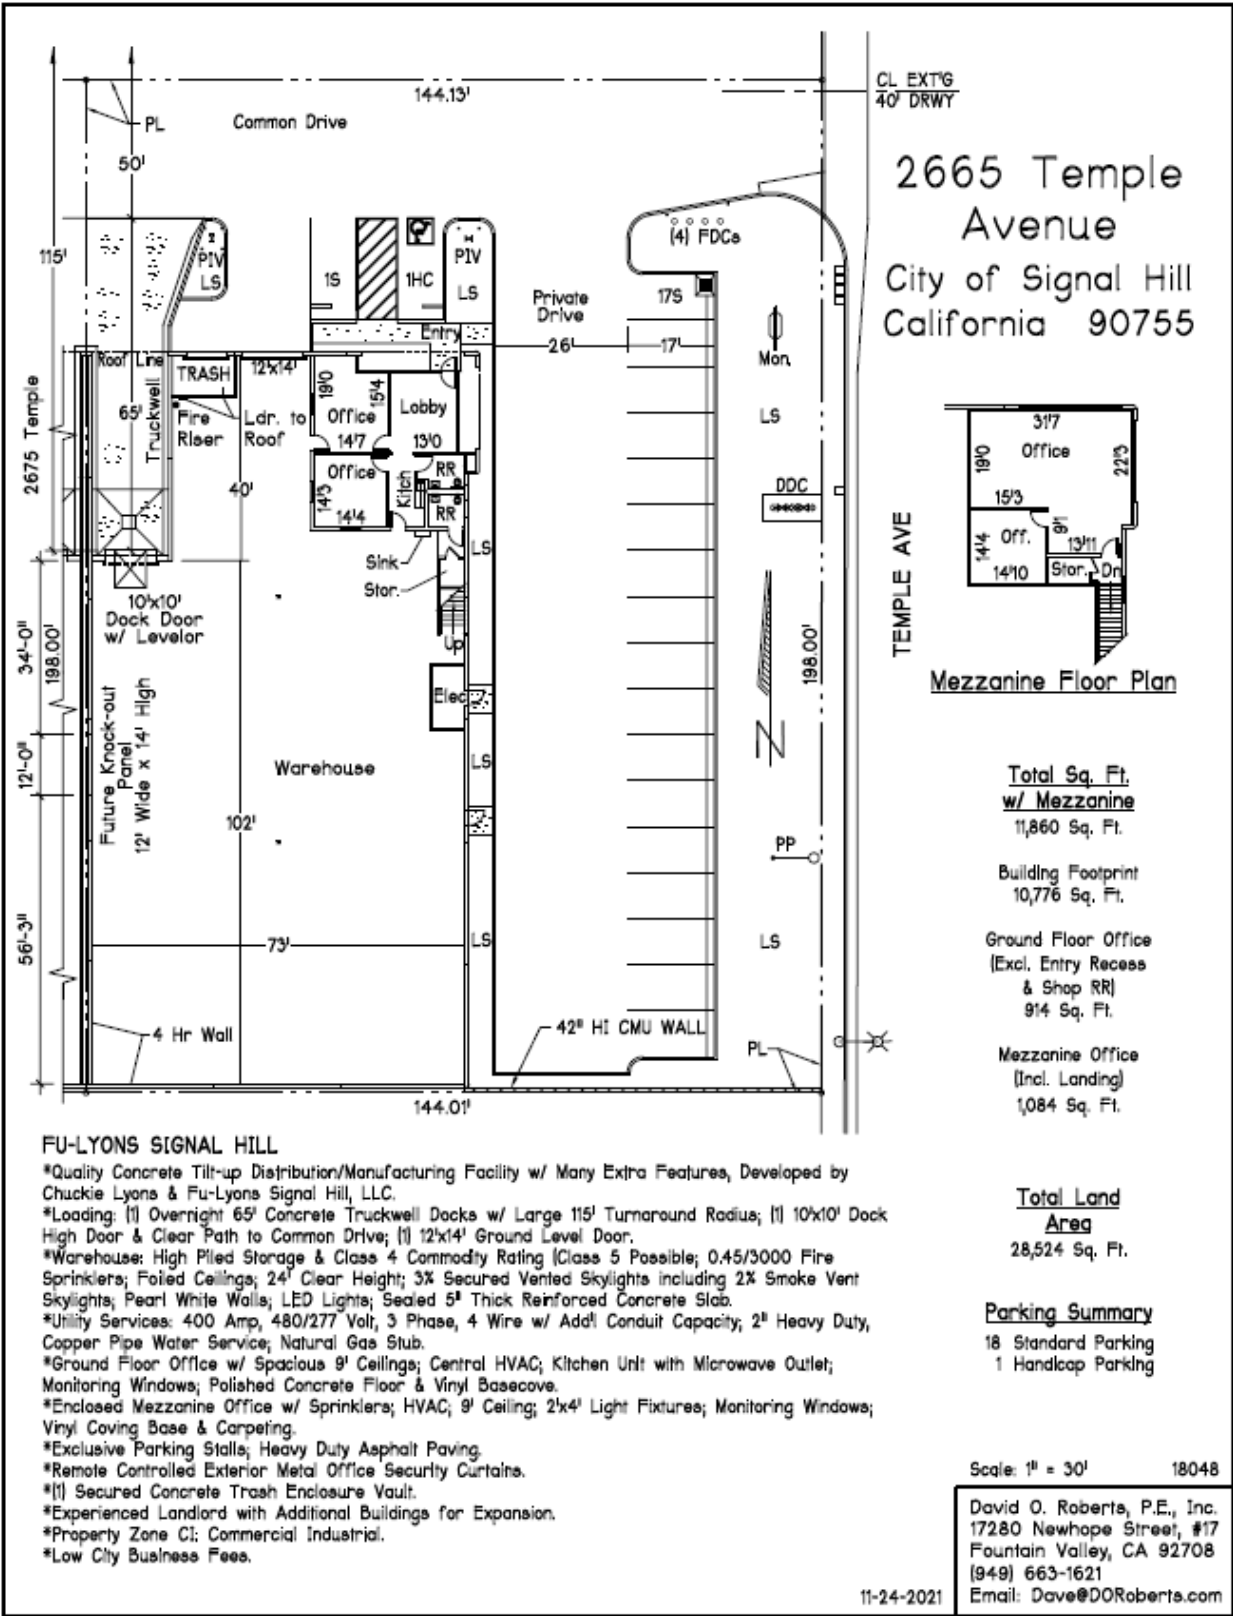 144.13'
CL EXT'G
40' DRWY
PL
Common Drive
50'
2665 Temple
Avenue
City of Signal Hill
California 90755
115'
PIV
LS
1S
1HC
PIV
LS
(4) FDCs
17S
Private
Drive
26'
17'
Mon.
LS
Entry
Roof Line
TRASH
12'x14'
Truckwell
65'
Fire
Riser
Ldr. to
Roof
19'0
15'4
Office
14'7
Lobby
13'0
Office
14'3
14'4
Kitch
RR
RR
2675 Temple
40'
Sink
Stor.
LS
DDC
TEMPLE AVE
31'7
Office
19'0
22'3
15'3
9'1
14'4
Off.
13'11
14'10
Stor.
Dn
Mezzanine Floor Plan
10'x10'
Dock Door
w/ Levelor
34'-0"
198.00'
Up
Elec
198.00'
N
Future Knock-out
Panel
12' Wide x 14' High
12'-0"
Warehouse
LS
102'
PP
56'-3"
73'
LS
LS
4 Hr Wall
42" HI CMU WALL
PL
144.01'
Total Sq. Ft.
w/ Mezzanine
11,860 Sq. Ft.
Building Footprint
10,776 Sq. Ft.
Ground Floor Office
(Excl. Entry Recess
& Shop RR)
914 Sq. Ft.
Mezzanine Office
(Incl. Landing)
1,084 Sq. Ft.
Total Land
Area
28,524 Sq. Ft.
Parking Summary
18 Standard Parking
1 Handicap Parking
FU-LYONS SIGNAL HILL
*Quality Concrete Tilt-up Distribution/Manufacturing Facility w/ Many Extra Features, Developed by
Chuckie Lyons & Fu-Lyons Signal Hill, LLC.
*Loading: (1) Overnight 65' Concrete Truckwell Docks w/ Large 115' Turnaround Radius; (1) 10'x10' Dock
High Door & Clear Path to Common Drive; (1) 12'x14' Ground Level Door.
*Warehouse: High Piled Storage & Class 4 Commodity Rating (Class 5 Possible; 0.45/3000 Fire
Sprinklers; Foiled Ceilings; 24' Clear Height; 3% Secured Vented Skylights including 2% Smoke Vent
Skylights; Pearl White Walls; LED Lights; Sealed 5" Thick Reinforced Concrete Slab.
*Utility Services: 400 Amp, 480/277 Volt, 3 Phase, 4 Wire w/ Add'l Conduit Capacity; 2" Heavy Duty,
Copper Pipe Water Service; Natural Gas Stub.
*Ground Floor Office w/ Spacious 9' Ceilings; Central HVAC; Kitchen Unit with Microwave Outlet;
Monitoring Windows; Polished Concrete Floor & Vinyl Basecove.
*Enclosed Mezzanine Office w/ Sprinklers; HVAC; 9' Ceiling; 2'x4' Light Fixtures; Monitoring Windows;
Vinyl Coving Base & Carpeting.
*Exclusive Parking Stalls; Heavy Duty Asphalt Paving.
*Remote Controlled Exterior Metal Office Security Curtains.
*(1) Secured Concrete Trash Enclosure Vault.
*Experienced Landlord with Additional Buildings for Expansion.
*Property Zone CI: Commercial Industrial.
*Low City Business Fees.
Scale: 1" = 30'
18048
David O. Roberts, P.E., Inc.
17280 Newhope Street, #17
Fountain Valley, CA 92708
(949) 663-1621
Email: Dave@DORoberts.com
11-24-2021